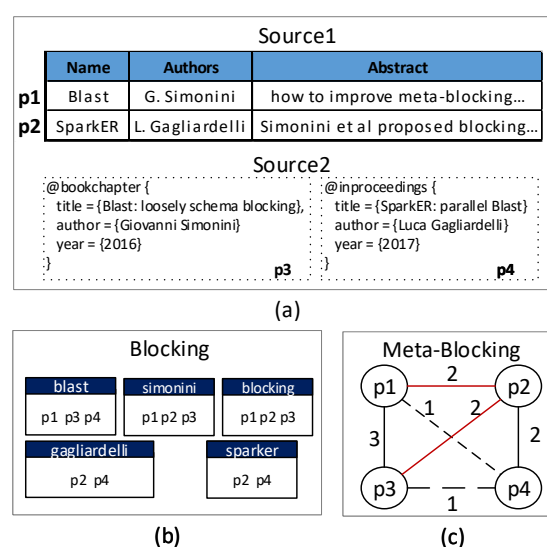 Source1
Name Authors Abstract
p1 Blast G. Simonini how to improve meta-blocking...
p2 SparkER L. Gagliardelli Simonini et al proposed blocking...
Source2
@bookchapter {
title = {Blast: loosely schema blocking},
author = {Giovanni Simonini}
year = {2016}
}
p3
@inproceedings {
title = {SparkER: parallel Blast}
author = {Luca Gagliardelli}
year = {2017}
}
p4
(a)
Blocking
blast
p1 p3 p4
simonini
p1 p2 p3
blocking
p1 p2 p3
gagliardelli
p2 p4
sparker
p2 p4
(b)
Meta-Blocking
p1 2 p2
1 2
3 2
p3 1 p4
(c)